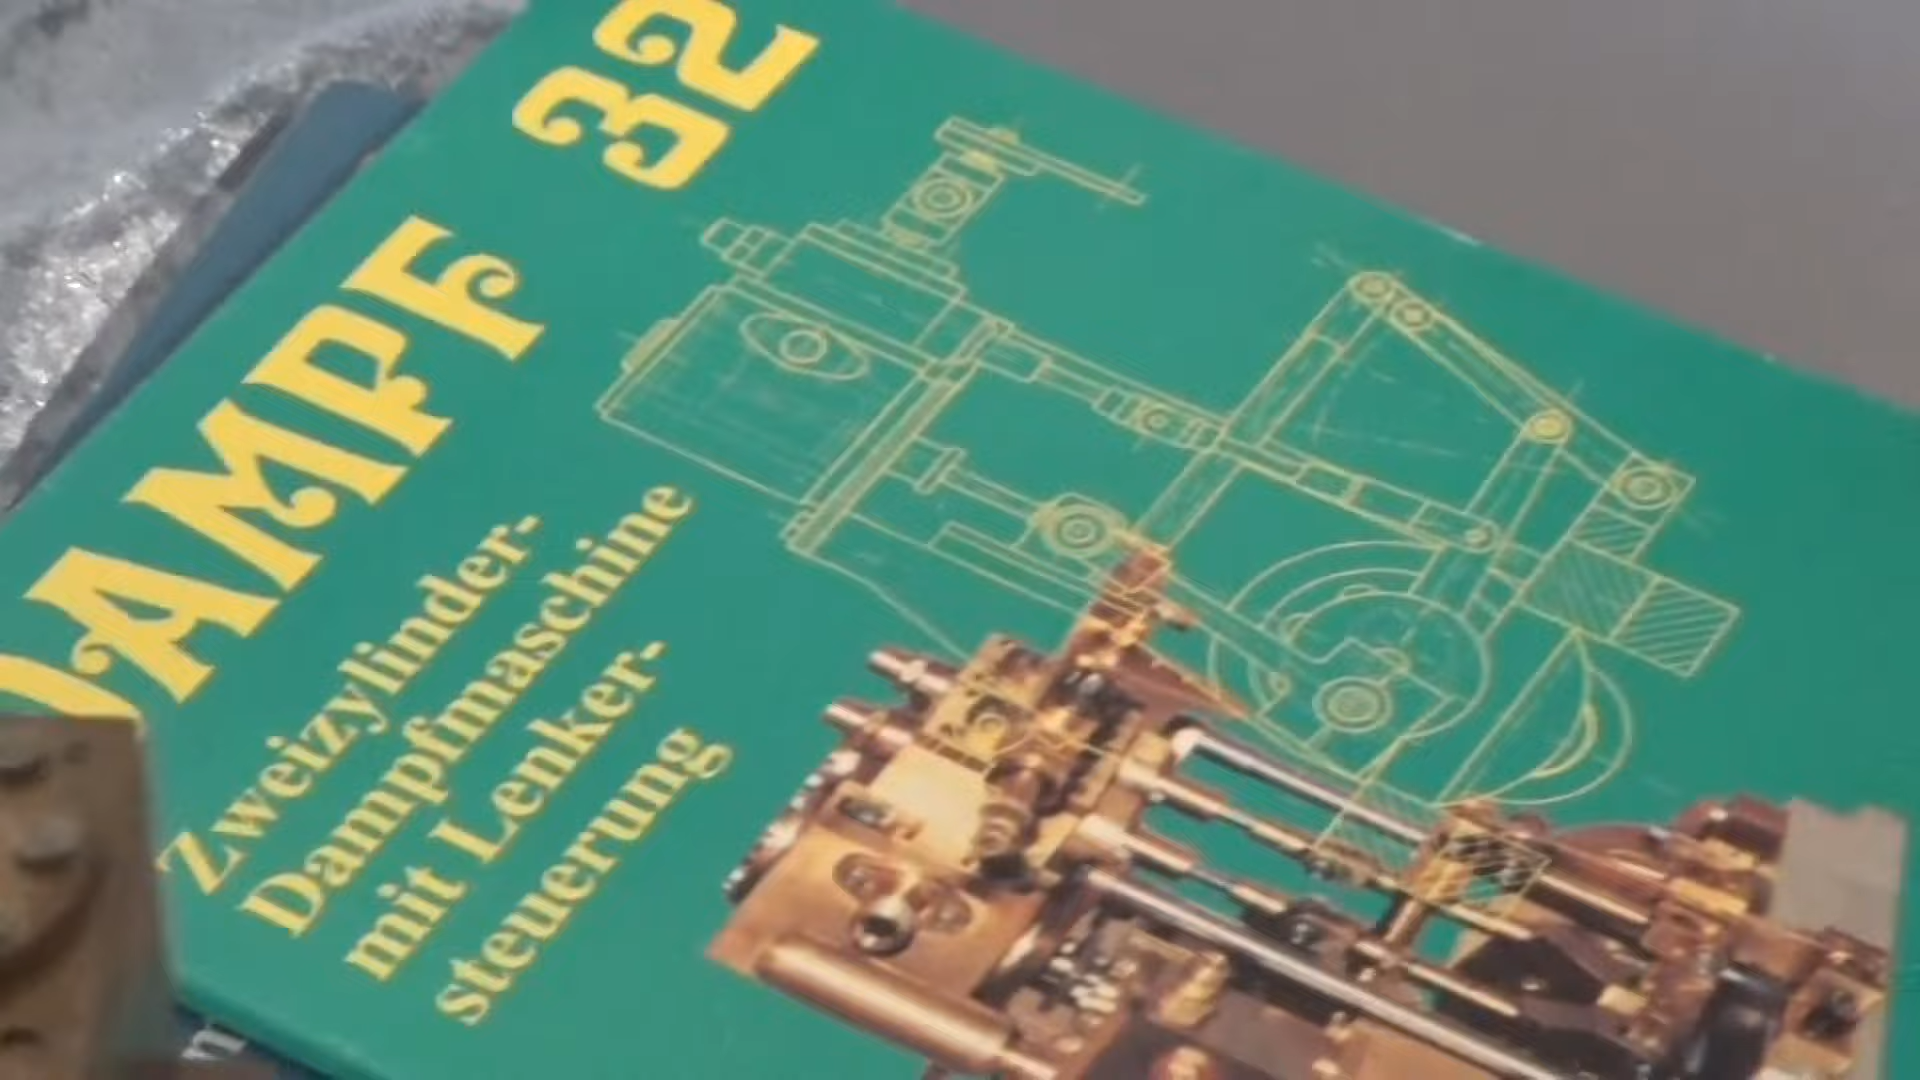 DAMPF 32
Zweizylinder-
Dampfmaschine
mit Lenker-
steuerung